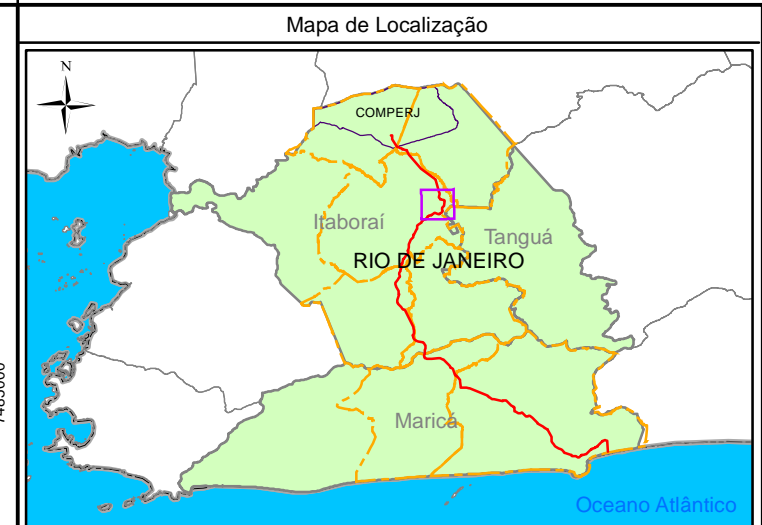 Mapa de Localização
N
COMPERJ
Itaboraí
Tanguá
RIO DE JANEIRO
Maricá
Oceano Atlântico